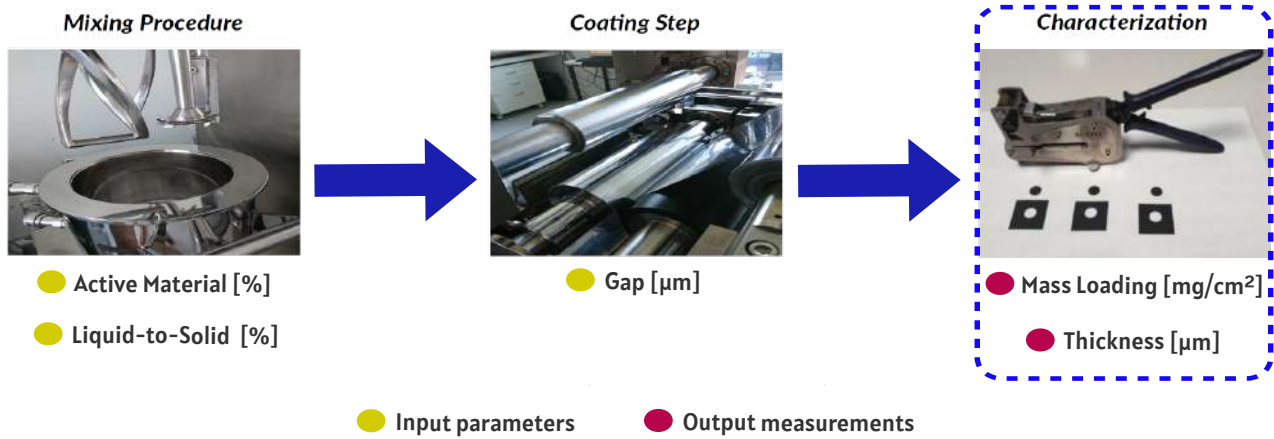 Mixing Procedure
Coating Step
Characterization
Active Material [%]
Liquid-to-Solid [%]
Gap [µm]
Mass Loading [mg/cm²]
Thickness [µm]
Input parameters
Output measurements